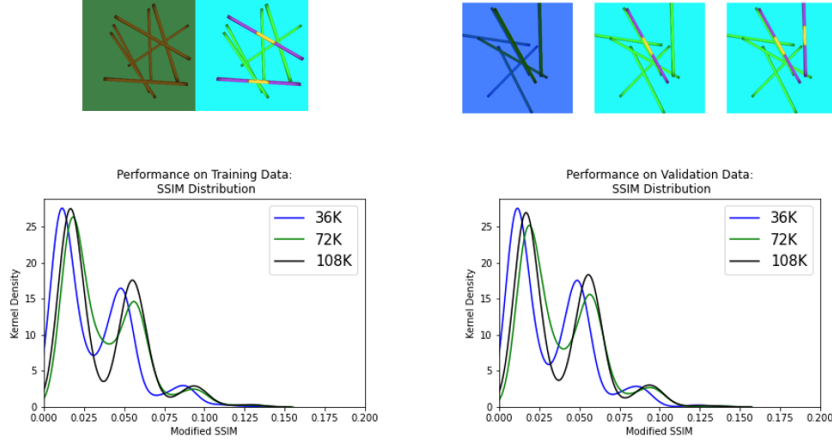 Performance on Training Data:
SSIM Distribution
Kernel Density
25
20
15
10
5
0
36K
72K
108K
0.000 0.025 0.050 0.075 0.100 0.125 0.150 0.175 0.200
Modified SSIM
Performance on Validation Data:
SSIM Distribution
Kernel Density
25
20
15
10
5
0
36K
72K
108K
0.000 0.025 0.050 0.075 0.100 0.125 0.150 0.175 0.200
Modified SSIM